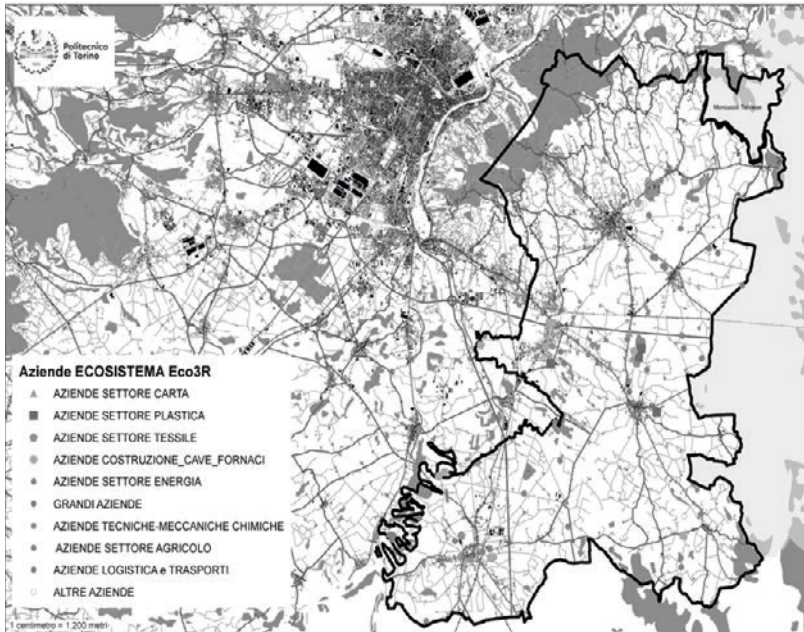 Politecnico
di Torino
Aziende ECOSISTEMA Eco3R
AZIENDE SETTORE CARTA
AZIENDE SETTORE PLASTICA
AZIENDE SETTORE TESSILE
AZIENDE COSTRUZIONE_CAVE_FORNACI
AZIENDE SETTORE ENERGIA
GRANDI AZIENDE
AZIENDE TECNICHE-MECCANICHE CHIMICHE
AZIENDE SETTORE AGRICOLO
AZIENDE LOGISTICA e TRASPORTI
ALTRE AZIENDE
1 centimetro = 1.200 metri